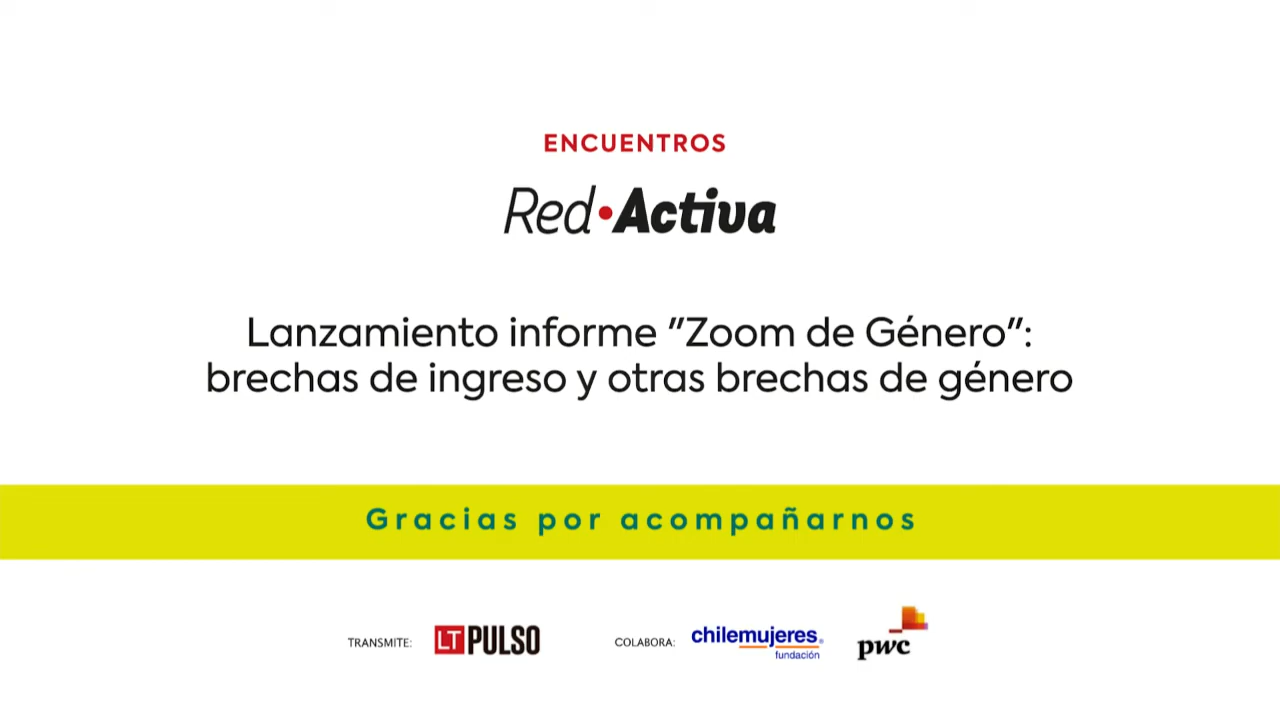 ENCUENTROS
Red•Activa
Lanzamiento informe "Zoom de Género":
brechas de ingreso y otras brechas de género
Gracias por acompañarnos
TRANSMITE: LT PULSO COLABORA: chilemujeres® fundación pwc